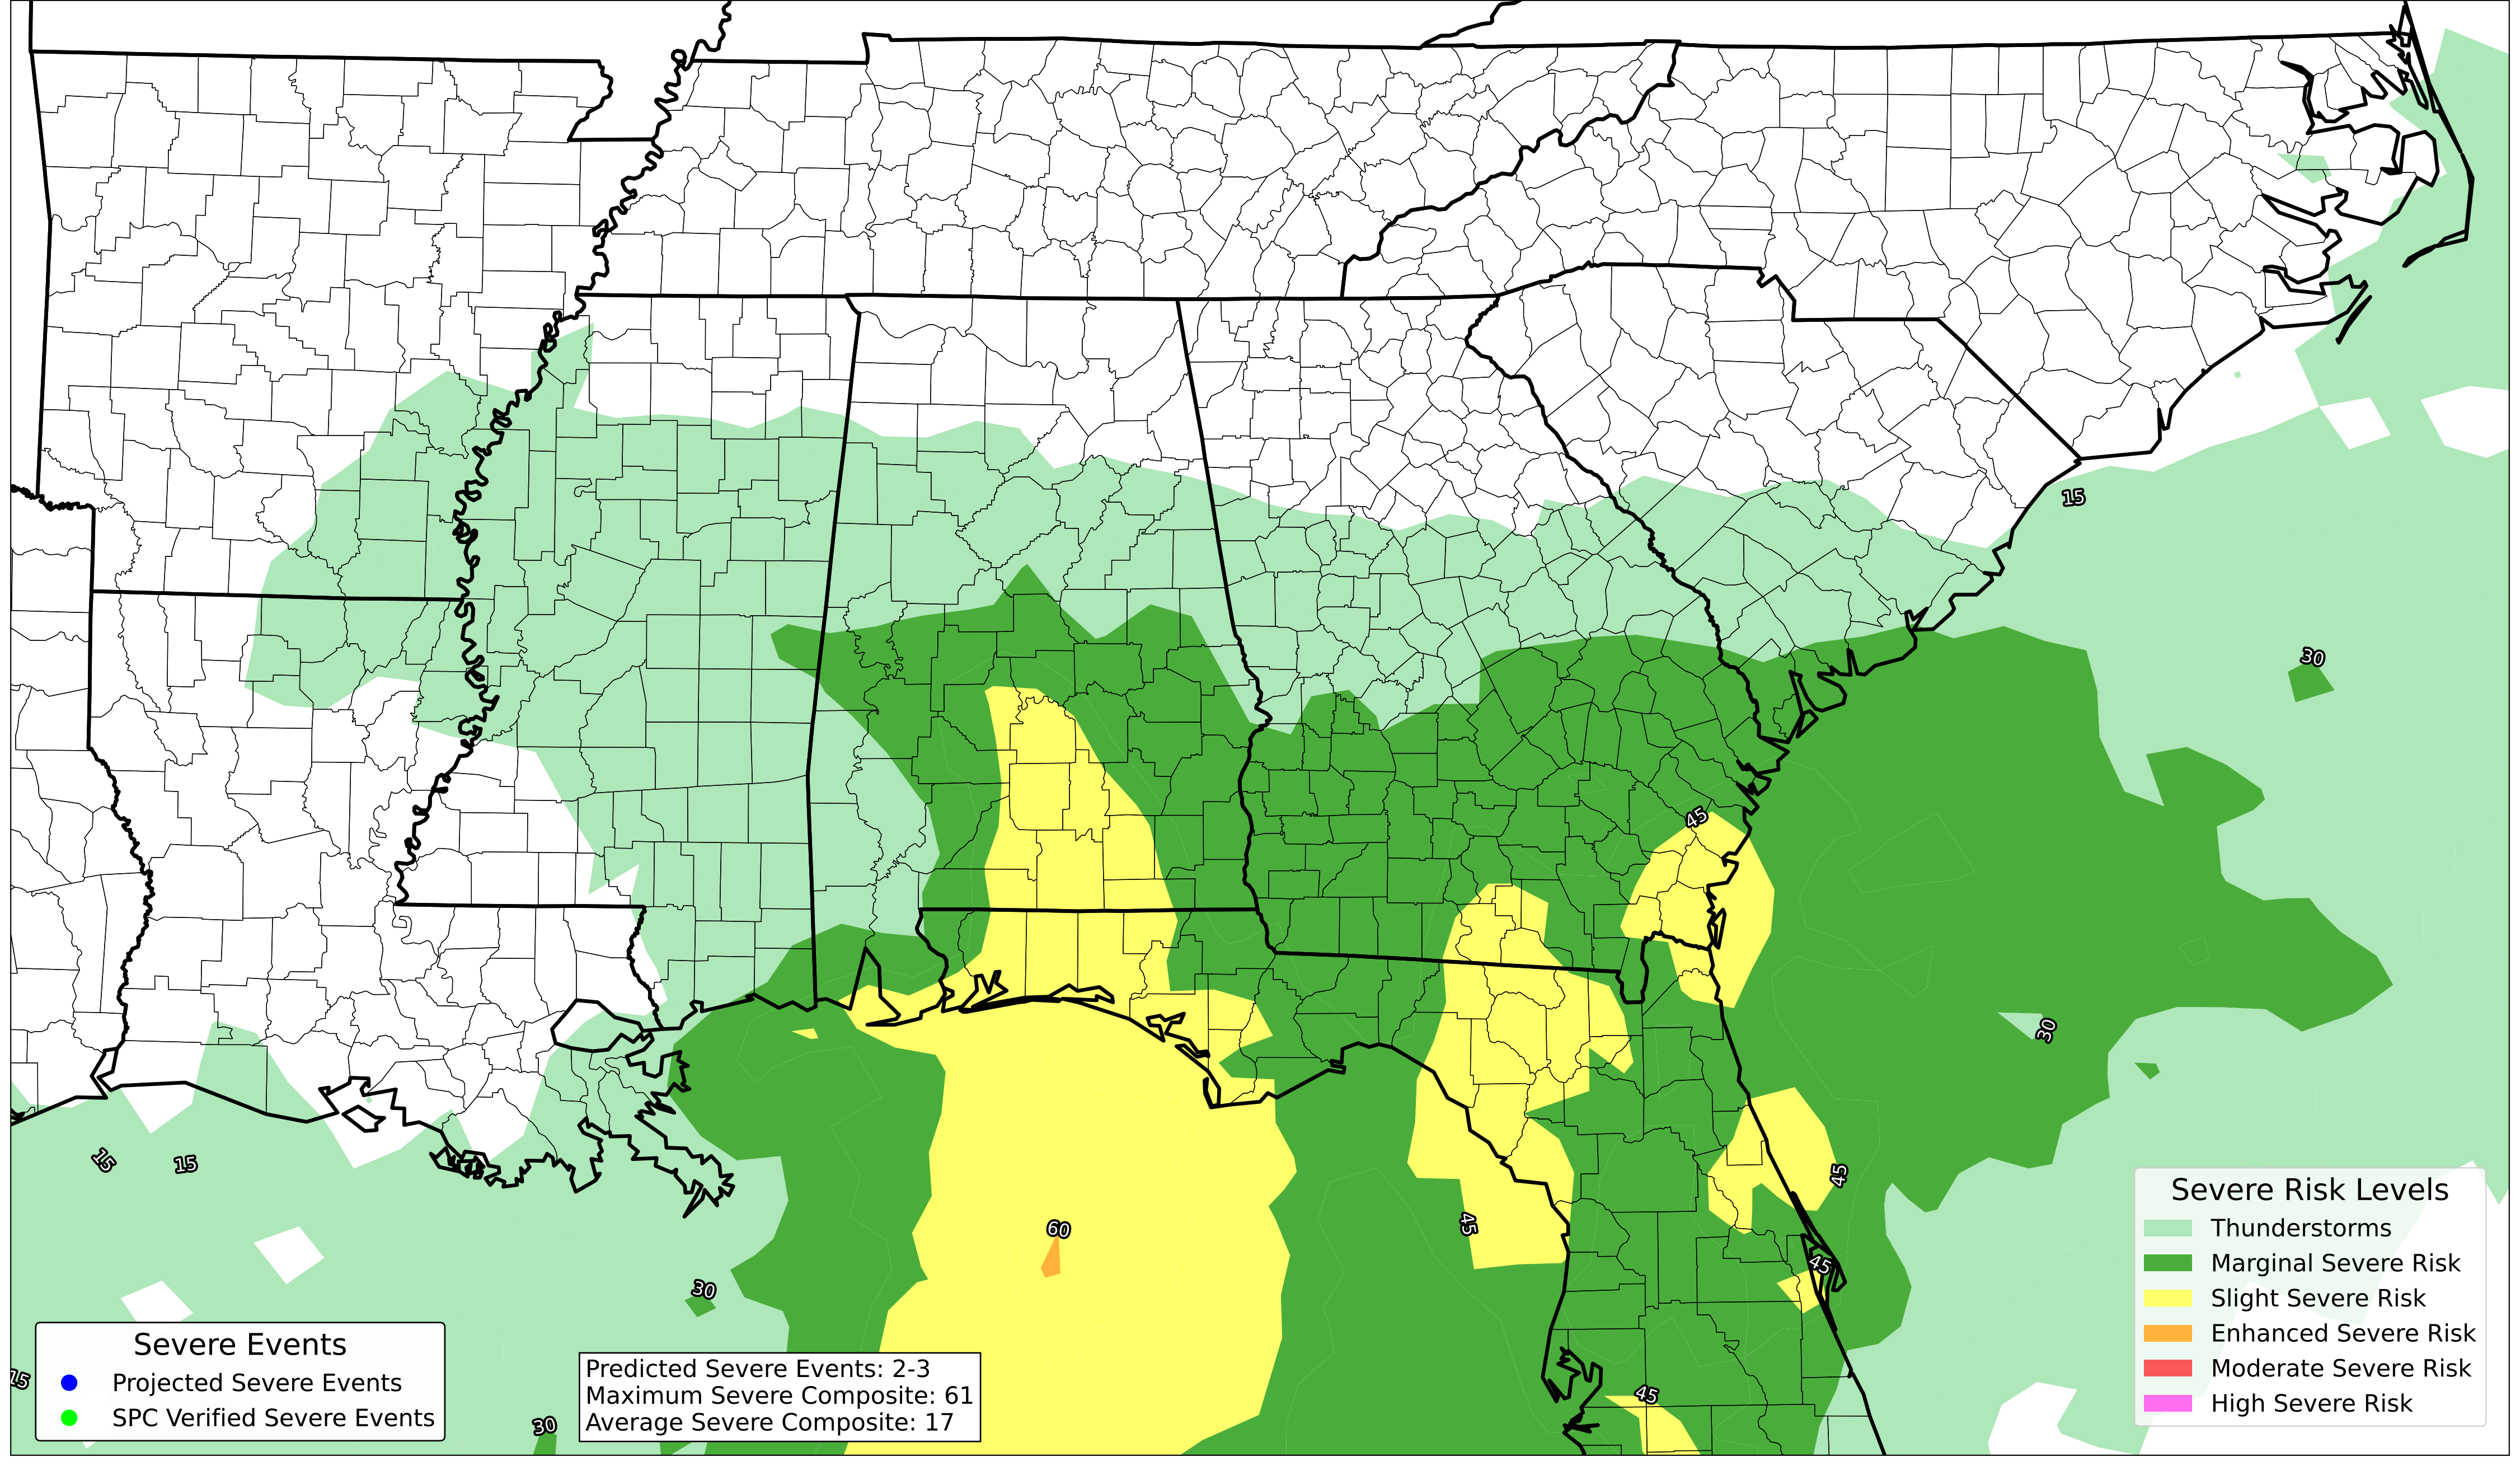 15
30
45
30
15
15
60
45
45
45
30
15
45
30
Severe Risk Levels
Thunderstorms
Marginal Severe Risk
Slight Severe Risk
Enhanced Severe Risk
Moderate Severe Risk
High Severe Risk
Severe Events
Projected Severe Events
SPC Verified Severe Events
Predicted Severe Events: 2-3
Maximum Severe Composite: 61
Average Severe Composite: 17